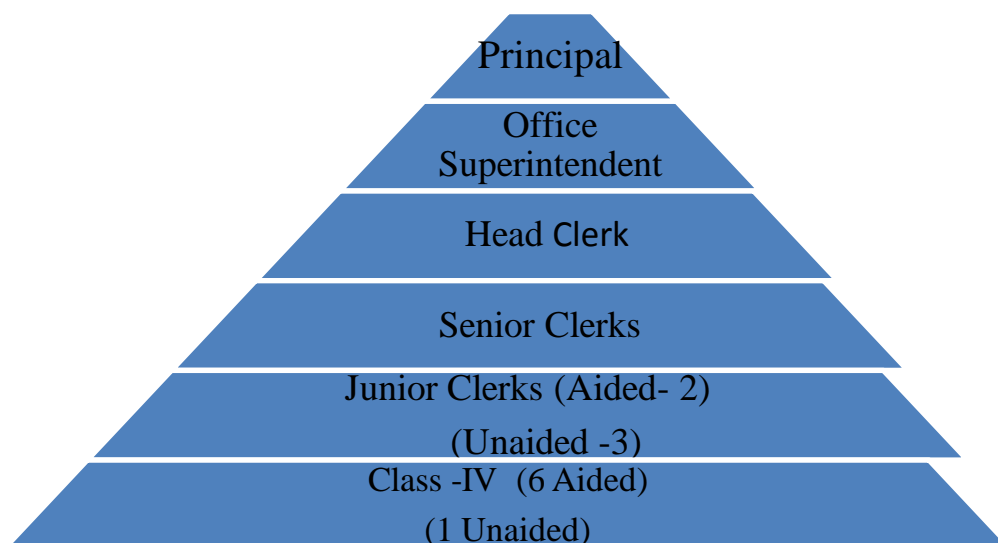 Principal
Office
Superintendent
Head Clerk
Senior Clerks
Junior Clerks (Aided- 2)
(Unaided -3)
Class -IV (6 Aided)
(1 Unaided)